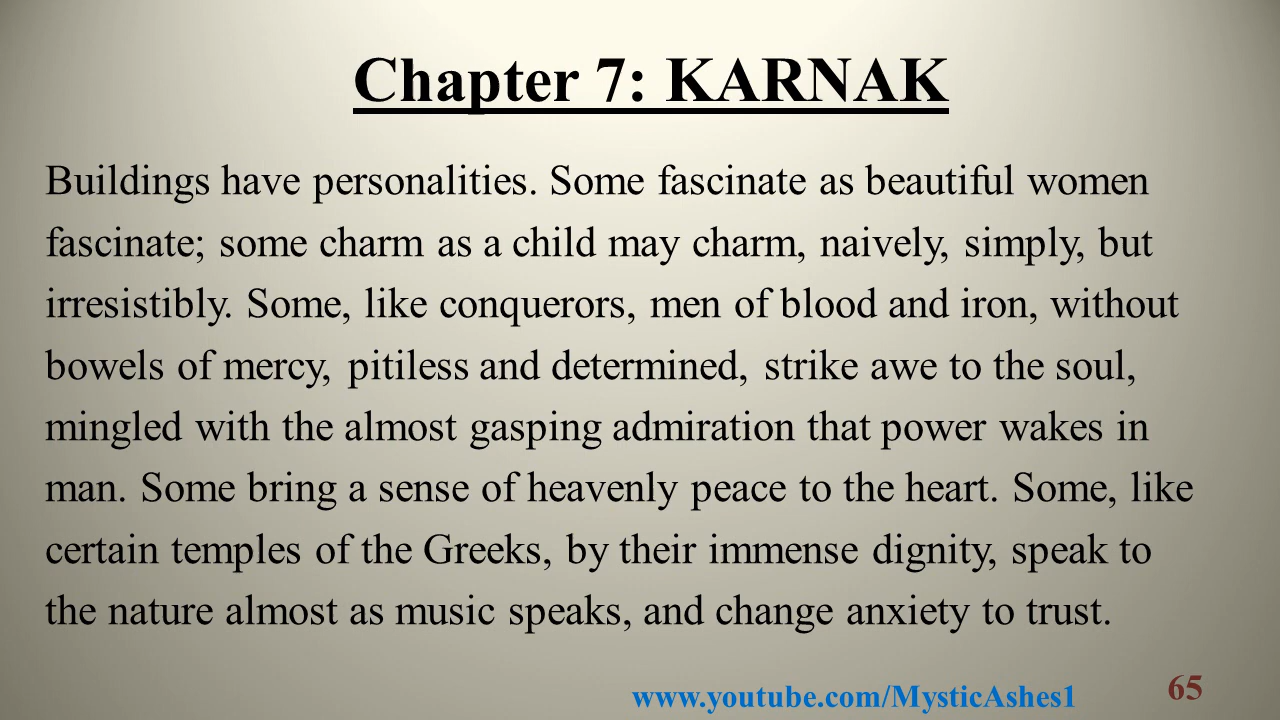 Chapter 7: KARNAK
Buildings have personalities. Some fascinate as beautiful women
fascinate; some charm as a child may charm, naively, simply, but
irresistibly. Some, like conquerors, men of blood and iron, without
bowels of mercy, pitiless and determined, strike awe to the soul,
mingled with the almost gasping admiration that power wakes in
man. Some bring a sense of heavenly peace to the heart. Some, like
certain temples of the Greeks, by their immense dignity, speak to
the nature almost as music speaks, and change anxiety to trust.
www.youtube.com/MysticAshes1
65